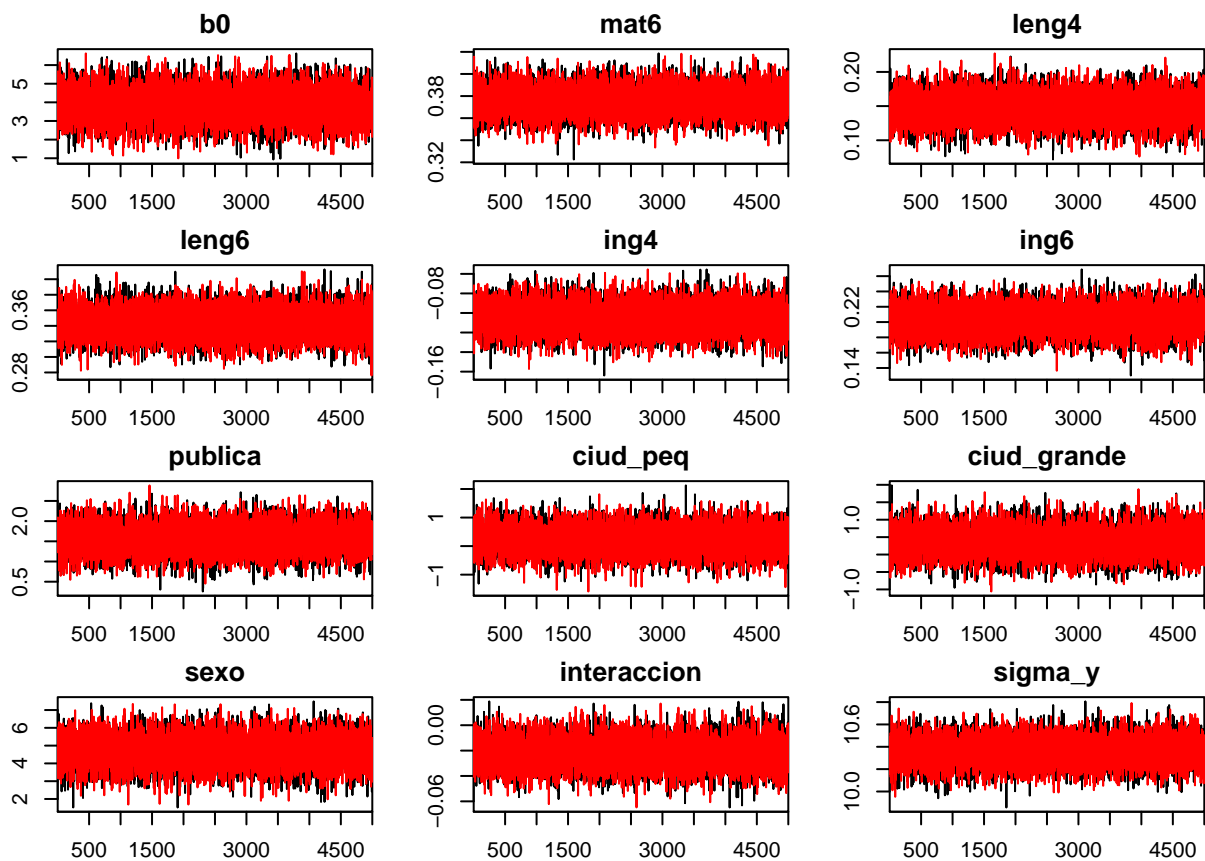 b0 mat6 leng4
1 3 5
0.32 0.38
0.10 0.20
500 1500 3000 4500 500 1500 3000 4500 500 1500 3000 4500
leng6 ing4 ing6
0.28 0.36
−0.16 −0.08
0.14 0.22
500 1500 3000 4500 500 1500 3000 4500 500 1500 3000 4500
publica ciud_peq ciud_grande
0.5 2.0
−1 1
−1.0 1.0
500 1500 3000 4500 500 1500 3000 4500 500 1500 3000 4500
sexo interaccion sigma_y
2 4 6
−0.06 0.00
10.0 10.6
500 1500 3000 4500 500 1500 3000 4500 500 1500 3000 4500